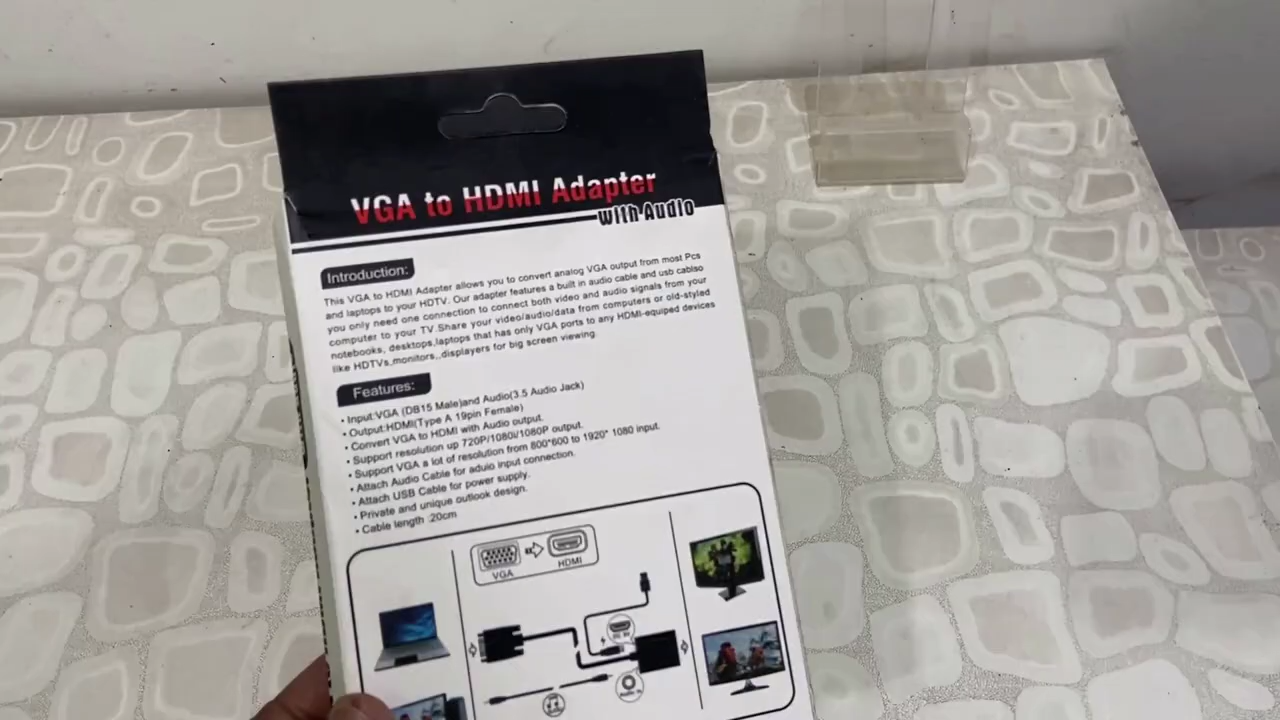 VGA to HDMI Adapter
with Audio
Introduction:
This VGA to HDMI Adapter allows you to convert analog VGA output from most Pcs
and laptops to your HDTV. Our adapter features a built in audio cable and usb cablso
you only need one connection to connect both video and audio signals from your
computer to your TV.Share your video/audio/data from computers or old-styled
notebooks, desktops,laptops that has only VGA ports to any HDMI-equiped devices
like HDTVs,monitors,.displayers for big screen viewing.
Features:
• Input:VGA (DB15 Male)and Audio(3.5 Audio Jack)
• Output:HDMI(Type A 19pin Female)
• Convert VGA to HDMI with Audio output.
• Support resolution up 720P/1080i/1080P output.
• Support VGA a lot of resolution from 800*600 to 1920* 1080 input.
• Attach Audio Cable for aduio input connection.
• Attach USB Cable for power supply.
• Private and unique outlook design.
• Cable length :20cm
VGA
HDMI